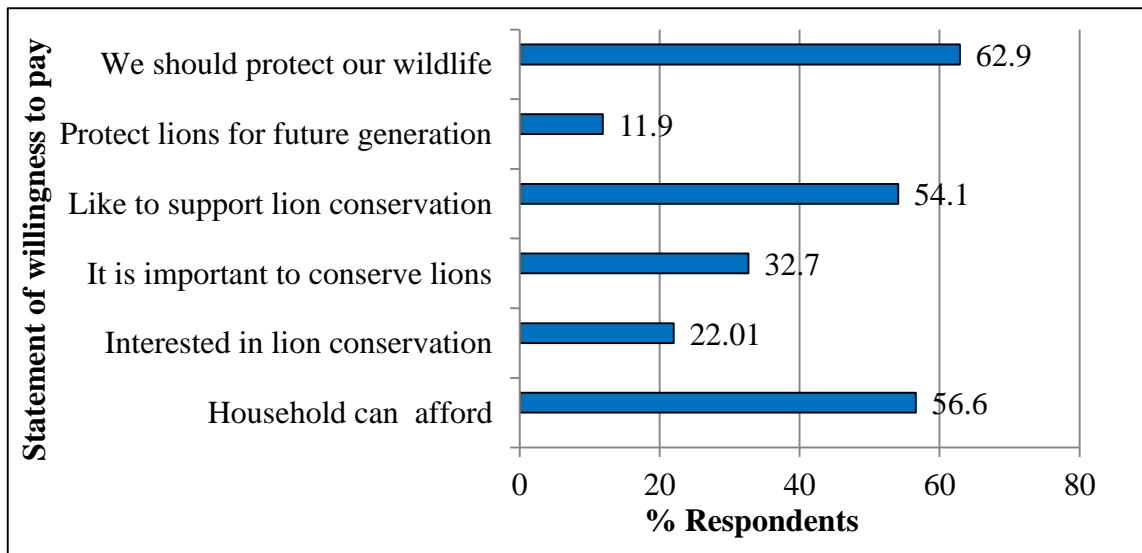 Statement of willingness to pay
We should protect our wildlife
62.9
Protect lions for future generation
11.9
Like to support lion conservation
54.1
It is important to conserve lions
32.7
Interested in lion conservation
22.01
Household can  afford
56.6
0 20 40 60 80
% Respondents